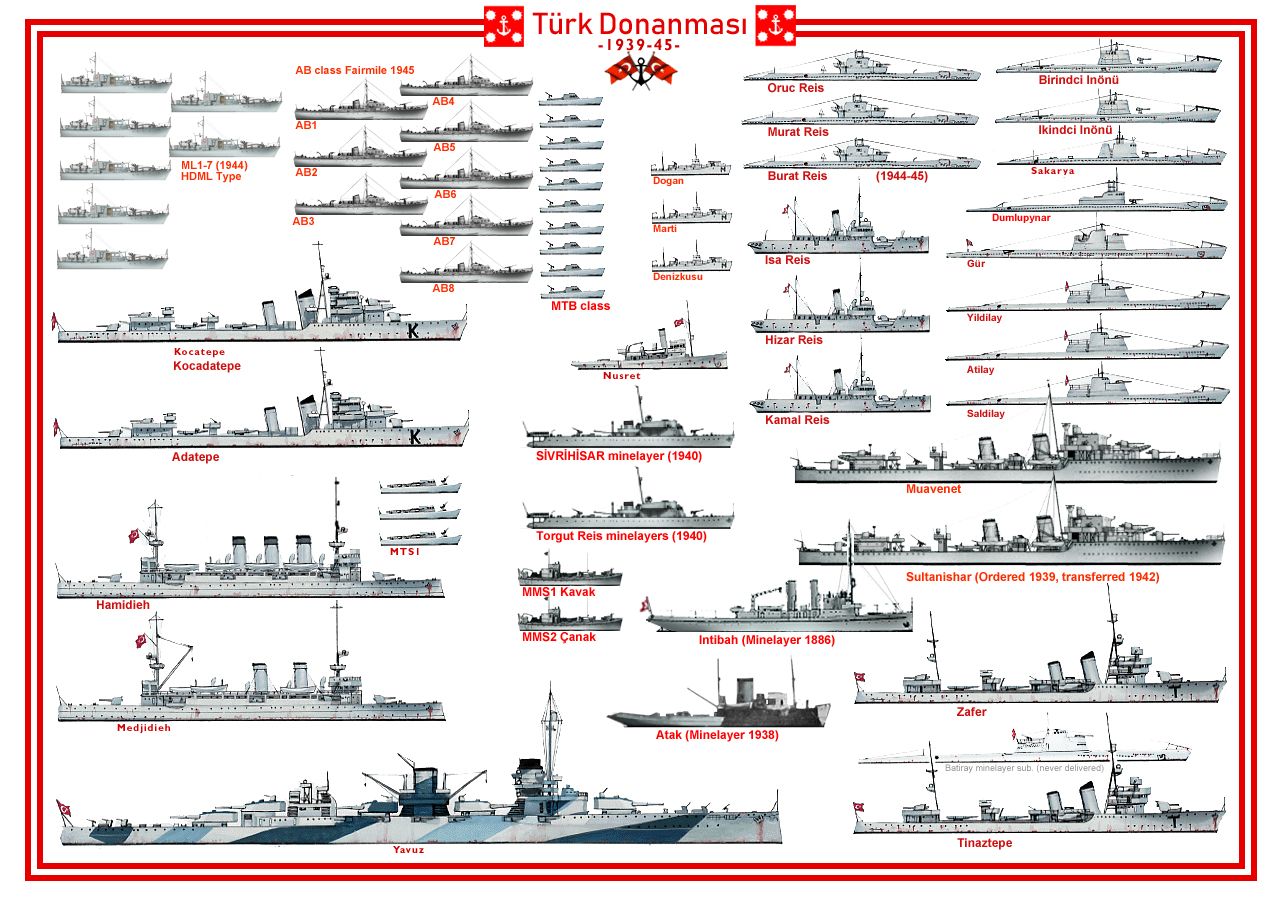 Türk Donanması
-1939-45-
AB class Fairmile 1945
AB4
AB1
AB5
AB2
AB6
AB3
AB7
AB8
ML1-7 (1944)
HDML Type
MTB class
Dogan
Marti
Denizkusu
Oruc Reis
Murat Reis
Burat Reis (1944-45)
Birindci Inönü
Ikindci Inönü
Sakarya
Dumlupynar
Gür
Yildilay
Atilay
Saldilay
Isa Reis
Hizar Reis
Kamal Reis
Kocatepe
Kocadatepe
K
Adatepe
K
Nusret
SİVRİHİSAR minelayer (1940)
Torgut Reis minelayers (1940)
MMS1 Kavak
MMS2 Çanak
MTS1
Hamidieh
Medjidieh
Muavenet
Sultanishar (Ordered 1939, transferred 1942)
Intibah (Minelayer 1886)
Atak (Minelayer 1938)
Zafer
T
Batiray minelayer sub. (never delivered)
Tinaztepe
T
Yavuz